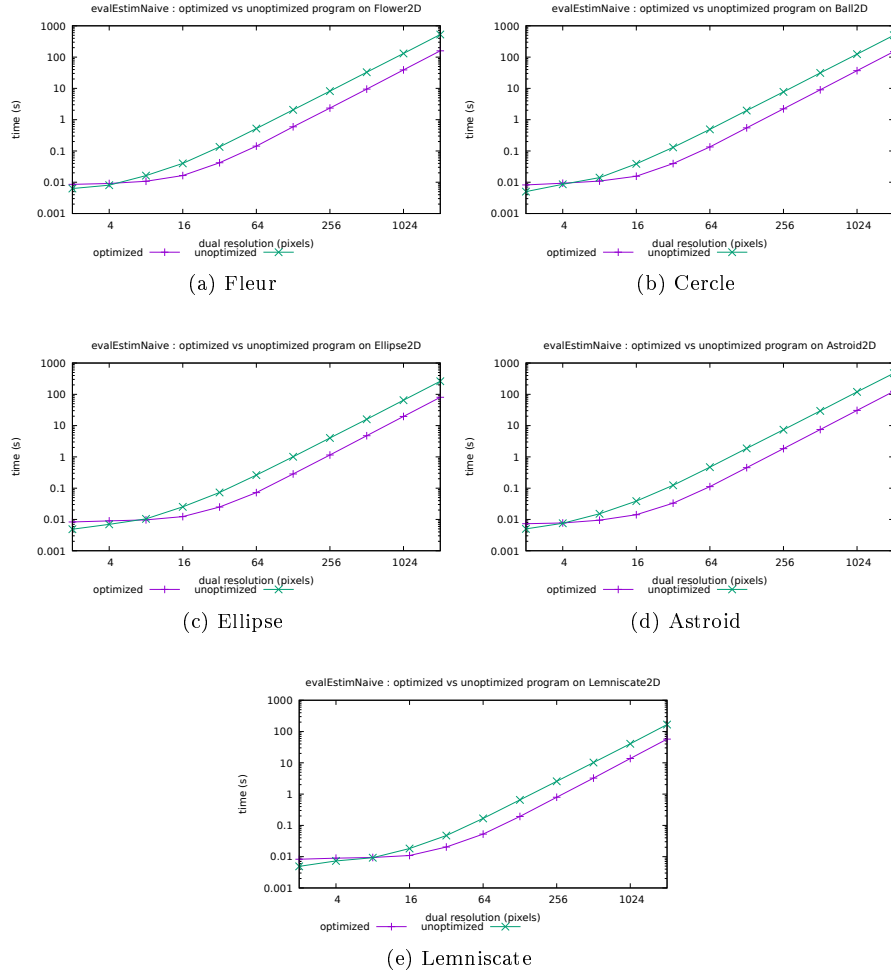 evalEstimNaive : optimized vs unoptimized program on Flower2D
1000
100
10
1
0.1
0.01
0.001
time (s)
4 16 64 256 1024
dual resolution (pixels)
optimized unoptimized
(a) Fleur
evalEstimNaive : optimized vs unoptimized program on Ball2D
1000
100
10
1
0.1
0.01
0.001
time (s)
4 16 64 256 1024
dual resolution (pixels)
optimized unoptimized
(b) Cercle
evalEstimNaive : optimized vs unoptimized program on Ellipse2D
1000
100
10
1
0.1
0.01
0.001
time (s)
4 16 64 256 1024
dual resolution (pixels)
optimized unoptimized
(c) Ellipse
evalEstimNaive : optimized vs unoptimized program on Astroid2D
1000
100
10
1
0.1
0.01
0.001
time (s)
4 16 64 256 1024
dual resolution (pixels)
optimized unoptimized
(d) Astroid
evalEstimNaive : optimized vs unoptimized program on Lemniscate2D
1000
100
10
1
0.1
0.01
0.001
time (s)
4 16 64 256 1024
dual resolution (pixels)
optimized unoptimized
(e) Lemniscate